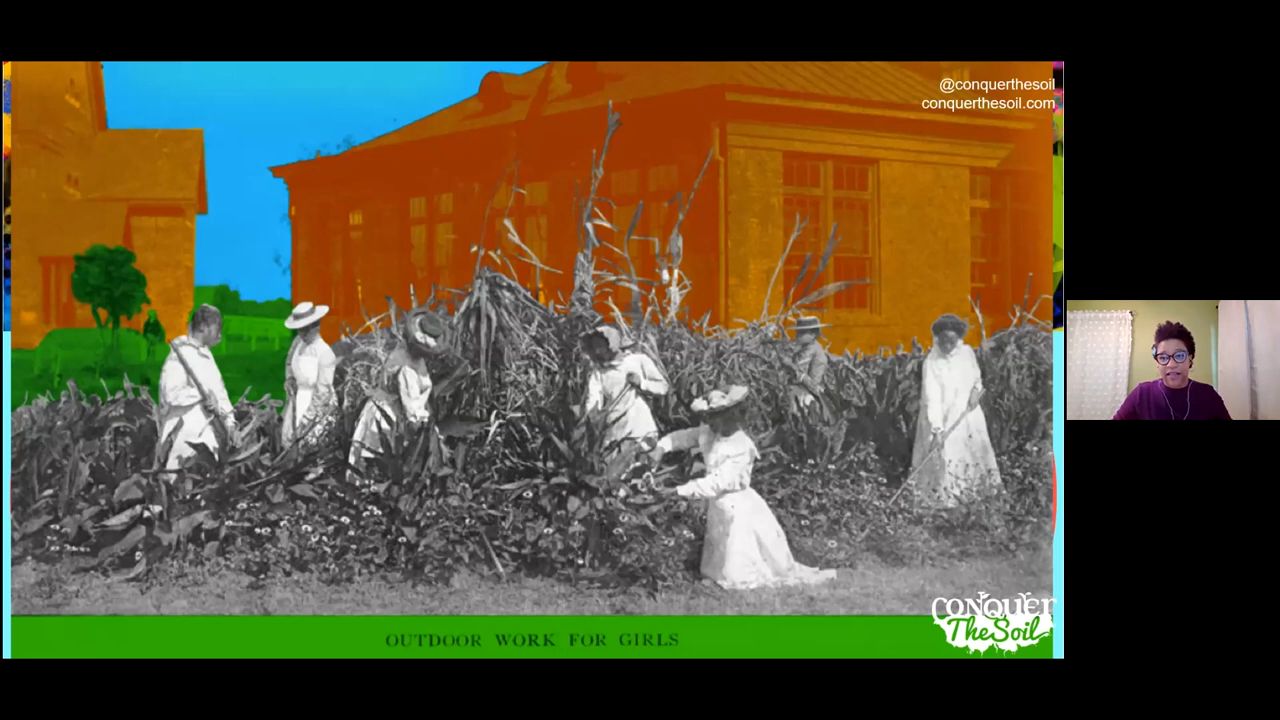 @conquerthesoil
conquerthesoil.com
OUTDOOR WORK FOR GIRLS
CONQUER
The Soil